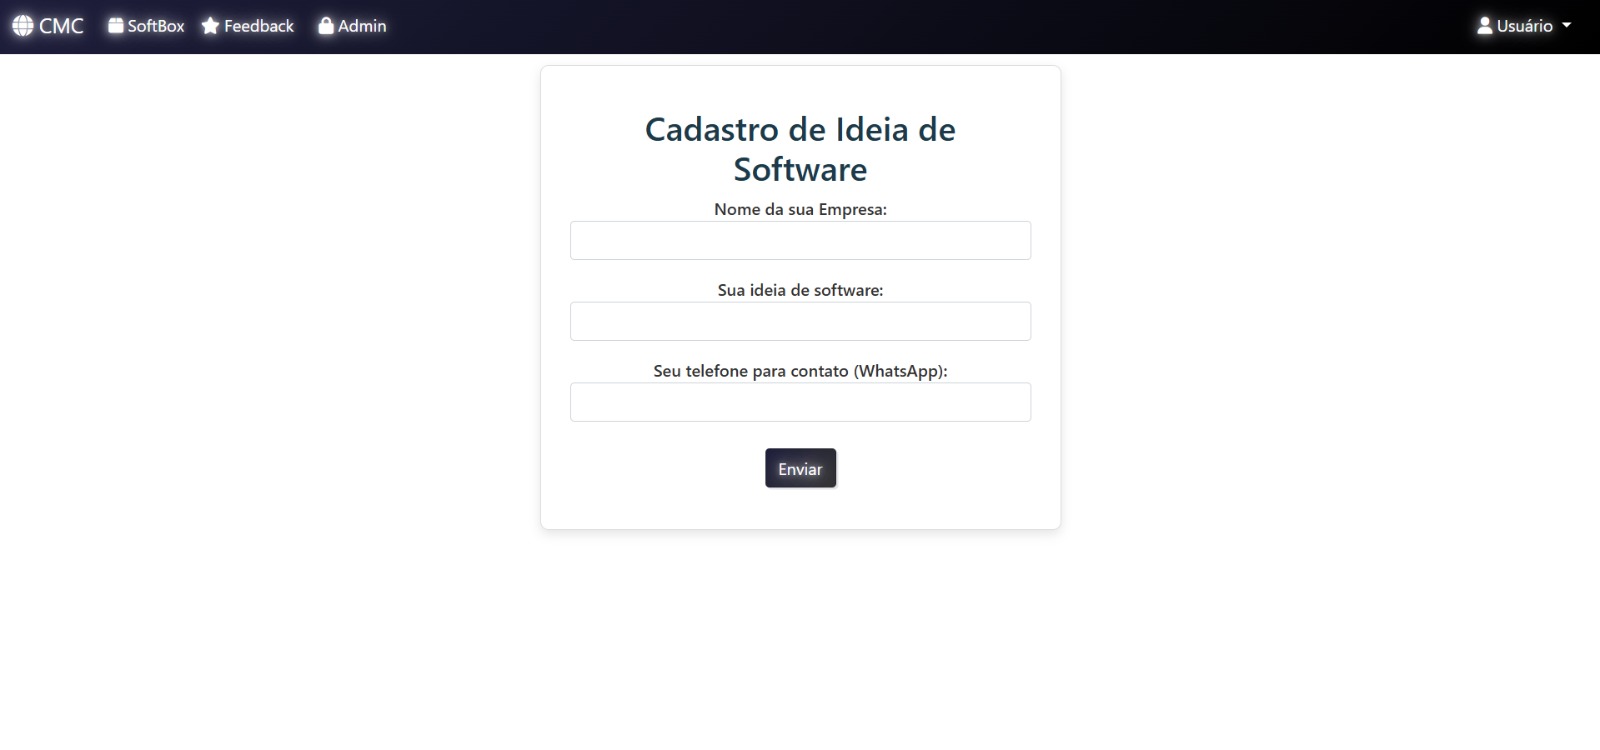 CMC SoftBox Feedback Admin Usuário
Cadastro de Ideia de
Software
Nome da sua Empresa:
Sua ideia de software:
Seu telefone para contato (WhatsApp):
Enviar